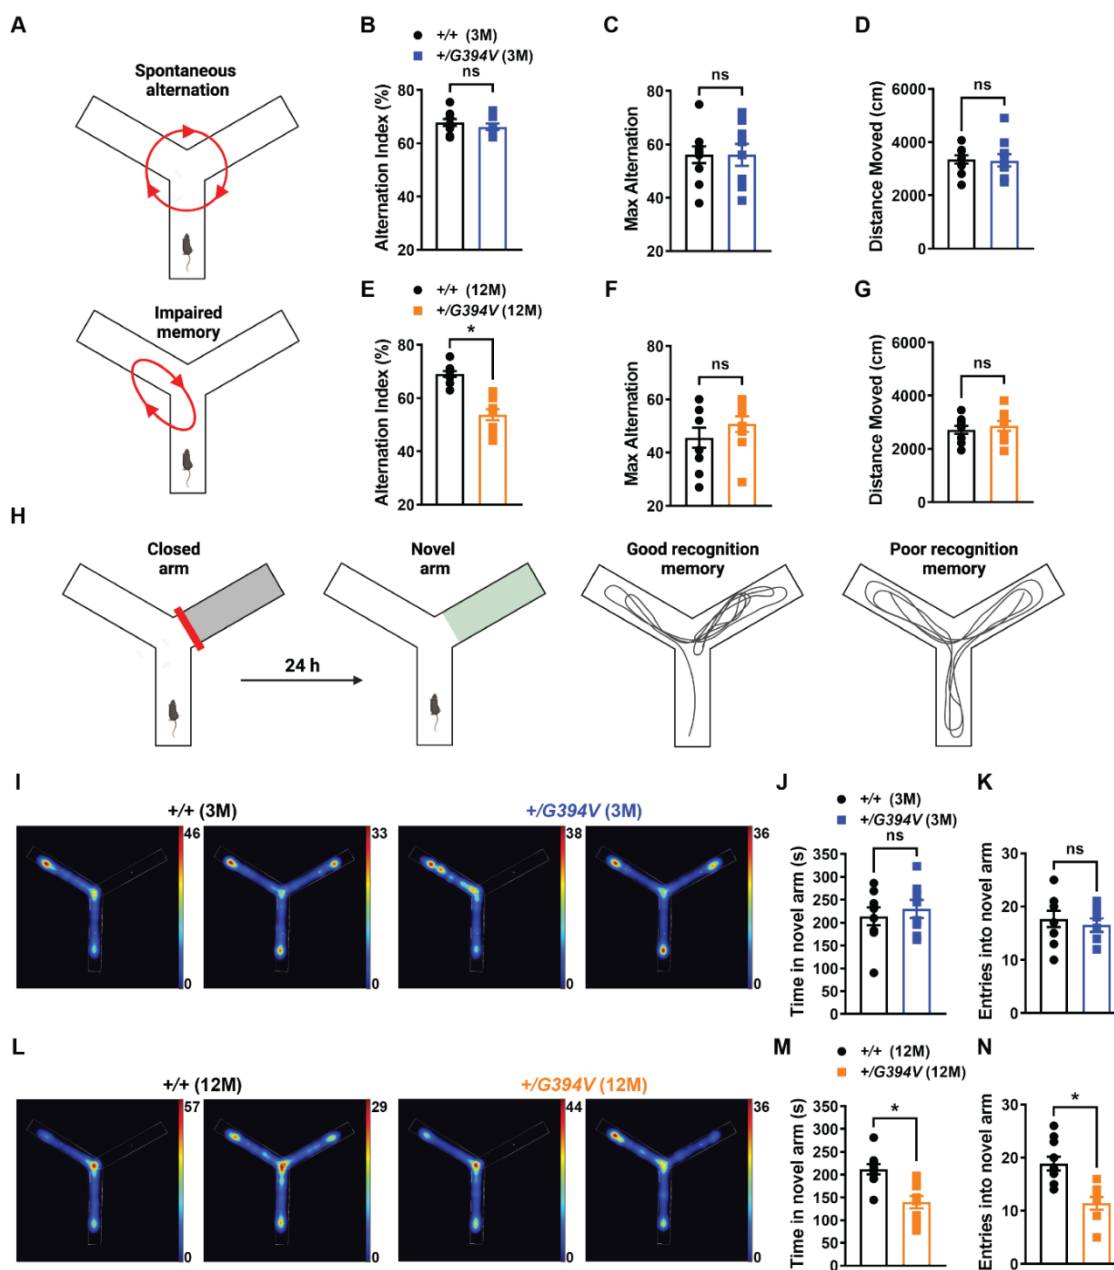 A
Spontaneous
alternation
Impaired
memory
B
+/+ (3M)
+/G394V (3M)
ns
Alternation Index (%)
80
60
40
20
C
ns
Max Alternation
80
60
40
20
D
ns
Distance Moved (cm)
6000
4000
2000
0
E
+/+ (12M)
+/G394V (12M)
*
Alternation Index (%)
80
60
40
20
F
ns
Max Alternation
80
60
40
20
G
ns
Distance Moved (cm)
6000
4000
2000
0
H
Closed
arm
24 h
Novel
arm
Good recognition
memory
Poor recognition
memory
I
+/+ (3M)
+/G394V (3M)
46
0
33
0
38
0
36
0
J
+/+ (3M)
+/G394V (3M)
ns
Time in novel arm (s)
350
300
250
200
150
100
50
0
K
ns
Entries into novel arm
30
20
10
0
L
+/+ (12M)
+/G394V (12M)
57
0
29
0
44
0
36
0
M
+/+ (12M)
+/G394V (12M)
*
Time in novel arm (s)
350
300
250
200
150
100
50
0
N
*
Entries into novel arm
30
20
10
0